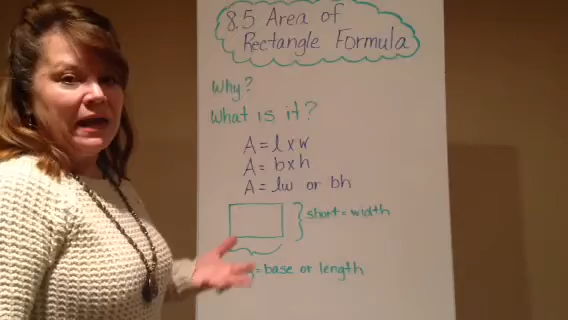 8.5 Area of
Rectangle Formula
Why?
What is it?
A = l x w
A = b x h
A = lw or bh
short = width
= base or length